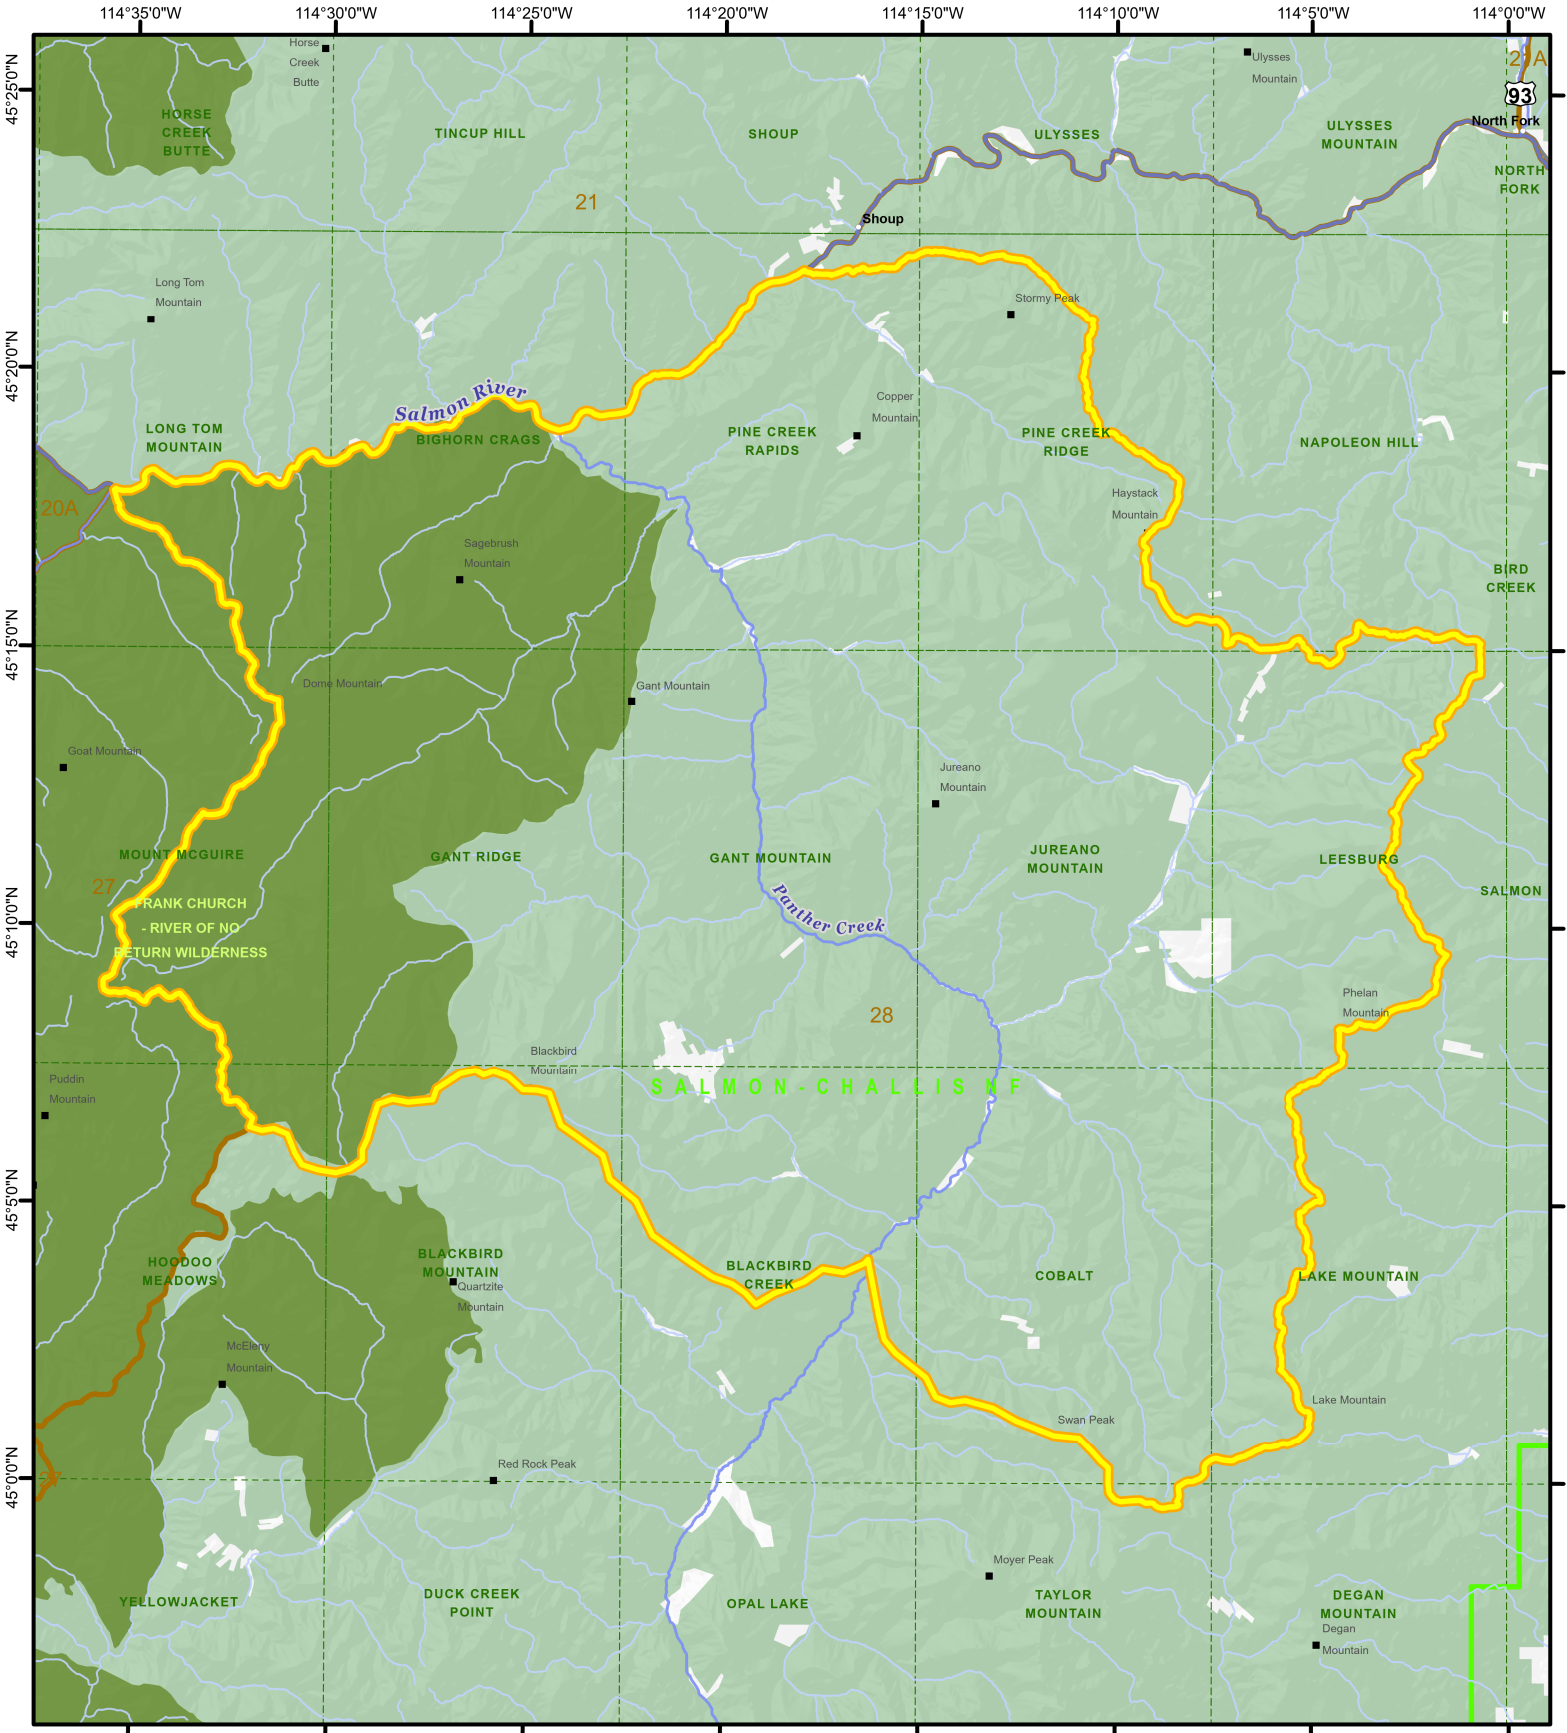 114°35'0"W 114°30'0"W 114°25'0"W 114°20'0"W 114°15'0"W 114°10'0"W 114°5'0"W 114°0'0"W
45°25'0"N
45°20'0"N
45°15'0"N
45°10'0"N
45°5'0"N
45°0'0"N
Horse
Creek
Butte
Ulysses
Mountain
21A
93
North Fork
HORSE
CREEK
BUTTE
TINCUP HILL
SHOUP
ULYSSES
ULYSSES
MOUNTAIN
NORTH
FORK
21
Shoup
Long Tom
Mountain
Stormy Peak
Salmon River
Copper
Mountain
LONG TOM
MOUNTAIN
BIGHORN CRAGS
PINE CREEK
RAPIDS
PINE CREEK
RIDGE
NAPOLEON HILL
20A
Haystack
Mountain
Sagebrush
Mountain
BIRD
CREEK
Dome Mountain
Gant Mountain
Goat Mountain
Jureano
Mountain
MOUNT MCGUIRE
GANT RIDGE
GANT MOUNTAIN
JUREANO
MOUNTAIN
LEESBURG
SALMON
27
FRANK CHURCH
- RIVER OF NO
RETURN WILDERNESS
Panther Creek
28
Phelan
Mountain
Blackbird
Mountain
Puddin
Mountain
SALMON-CHALLIS NF
HOODOO
MEADOWS
BLACKBIRD
MOUNTAIN
Quartzite
Mountain
BLACKBIRD
CREEK
COBALT
LAKE MOUNTAIN
McEleny
Mountain
Lake Mountain
Swan Peak
Red Rock Peak
27
Moyer Peak
YELLOWJACKET
DUCK CREEK
POINT
OPAL LAKE
TAYLOR
MOUNTAIN
DEGAN
MOUNTAIN
Degan
Mountain